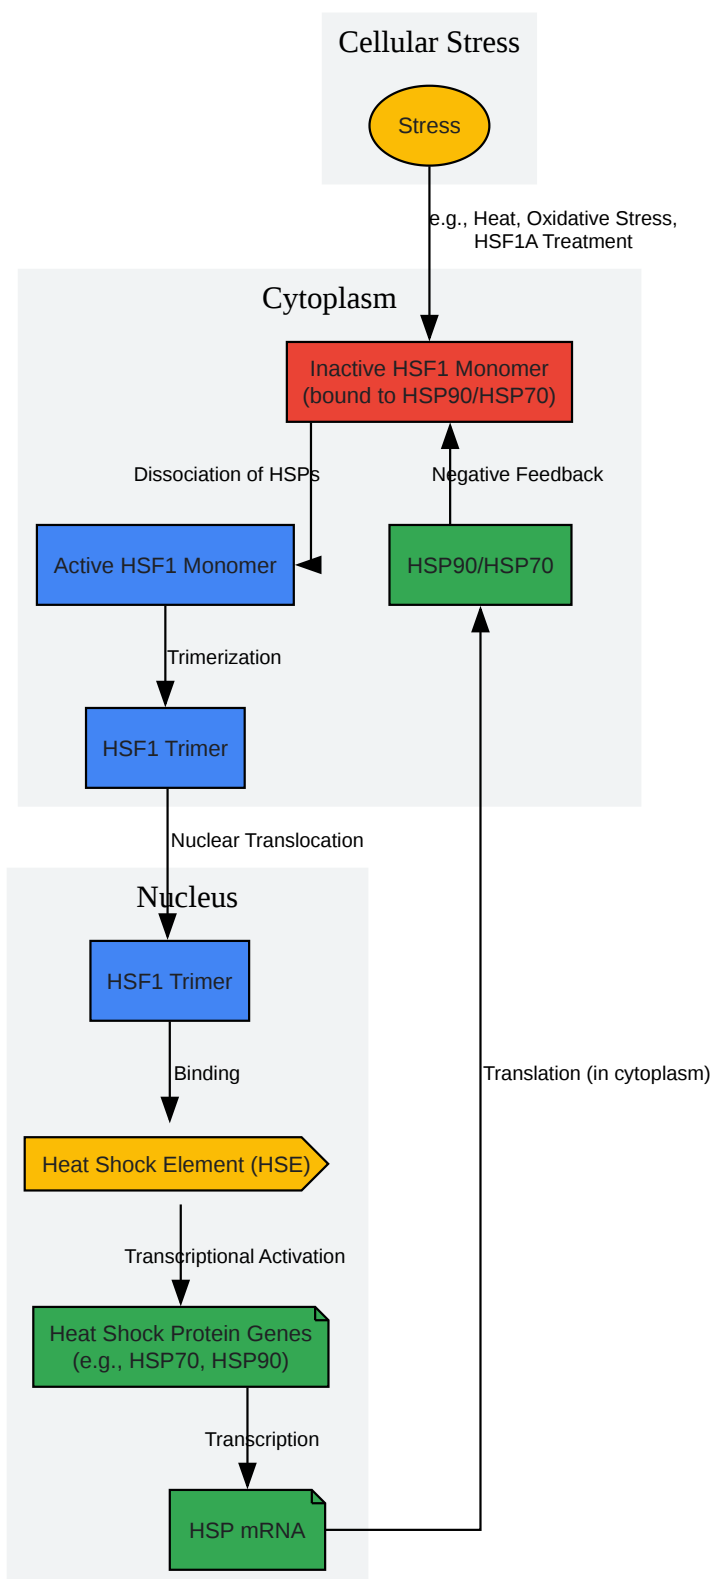 Cellular Stress
Stress
e.g., Heat, Oxidative Stress,
HSF1A Treatment
Cytoplasm
Inactive HSF1 Monomer
(bound to HSP90/HSP70)
Dissociation of HSPs
Negative Feedback
Active HSF1 Monomer
HSP90/HSP70
Trimerization
HSF1 Trimer
Nuclear Translocation
Nucleus
HSF1 Trimer
Binding
Translation (in cytoplasm)
Heat Shock Element (HSE)
Transcriptional Activation
Heat Shock Protein Genes
(e.g., HSP70, HSP90)
Transcription
HSP mRNA